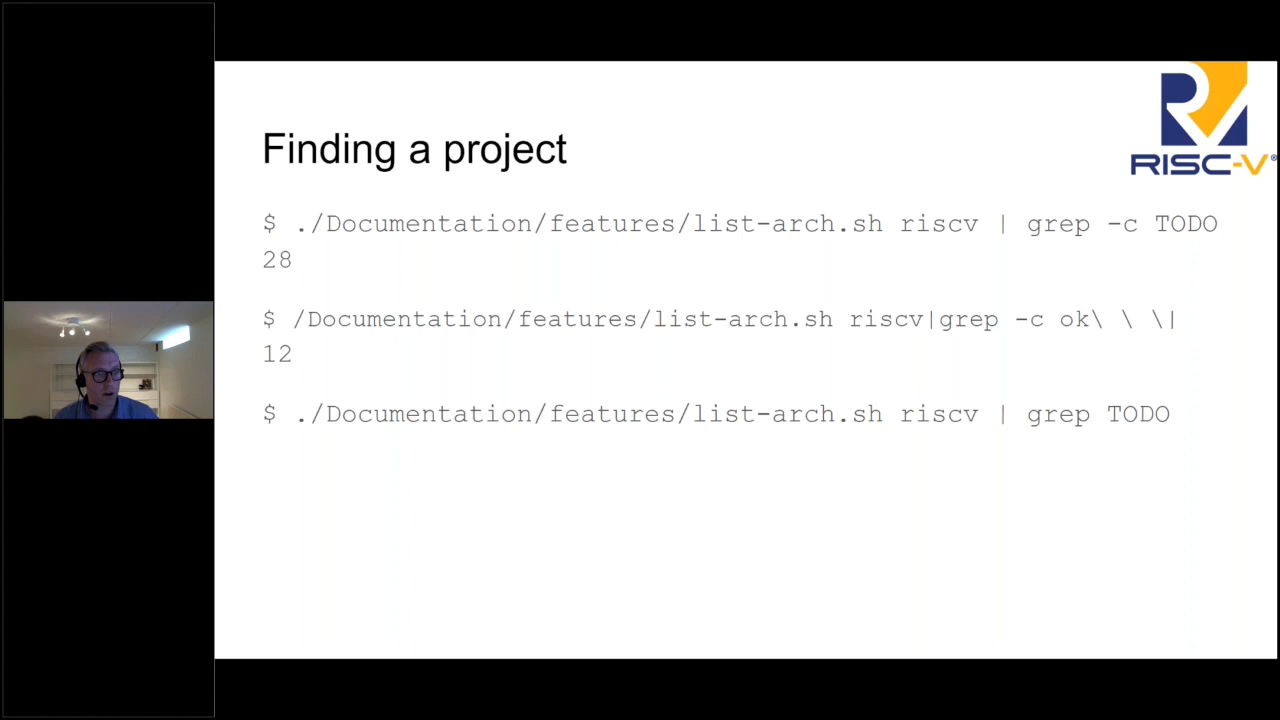 RISC-V®
Finding a project
$ ./Documentation/features/list-arch.sh riscv | grep -c TODO
28
$ /Documentation/features/list-arch.sh riscv|grep -c ok\ \ \|
12
$ ./Documentation/features/list-arch.sh riscv | grep TODO